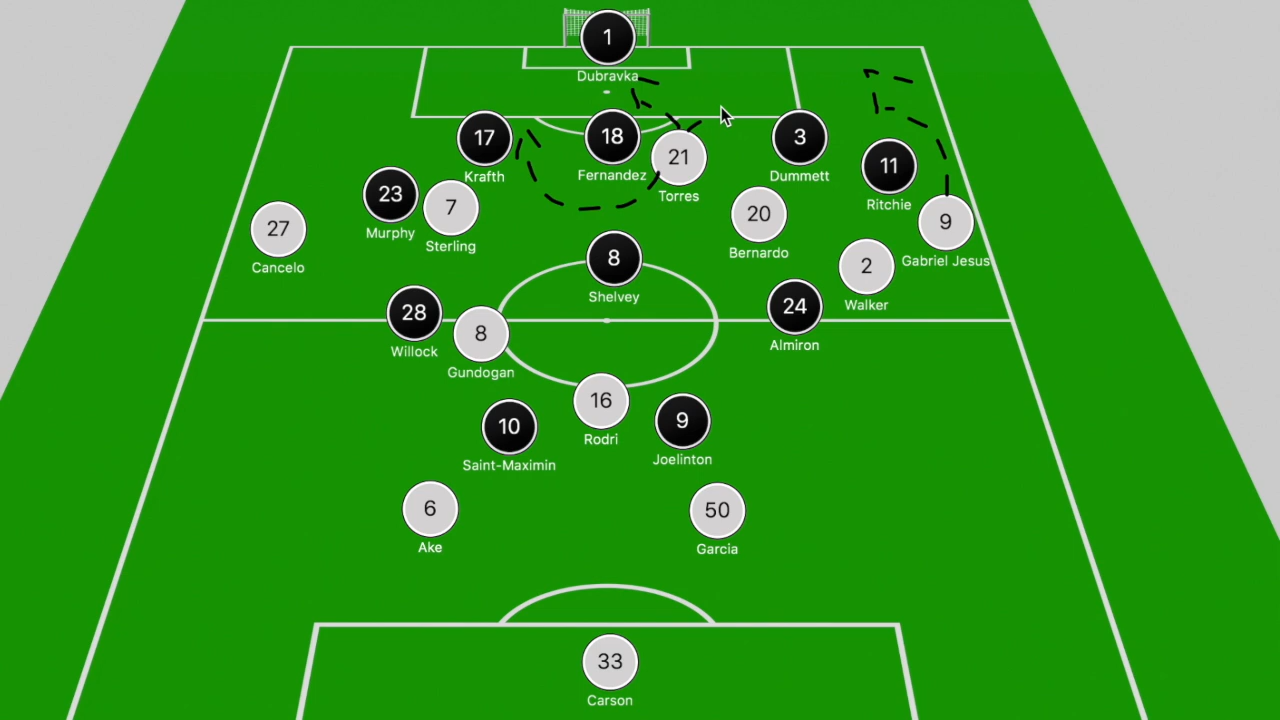 1
Dubravka
17
Krafth
18
Fernandez
21
Torres
3
Dummett
11
Ritchie
23
Murphy
7
Sterling
20
Bernardo
9
Gabriel Jesus
27
Cancelo
8
Shelvey
2
Walker
28
Willock
8
Gundogan
24
Almiron
16
Rodri
10
Saint-Maximin
9
Joelinton
6
Ake
50
Garcia
33
Carson